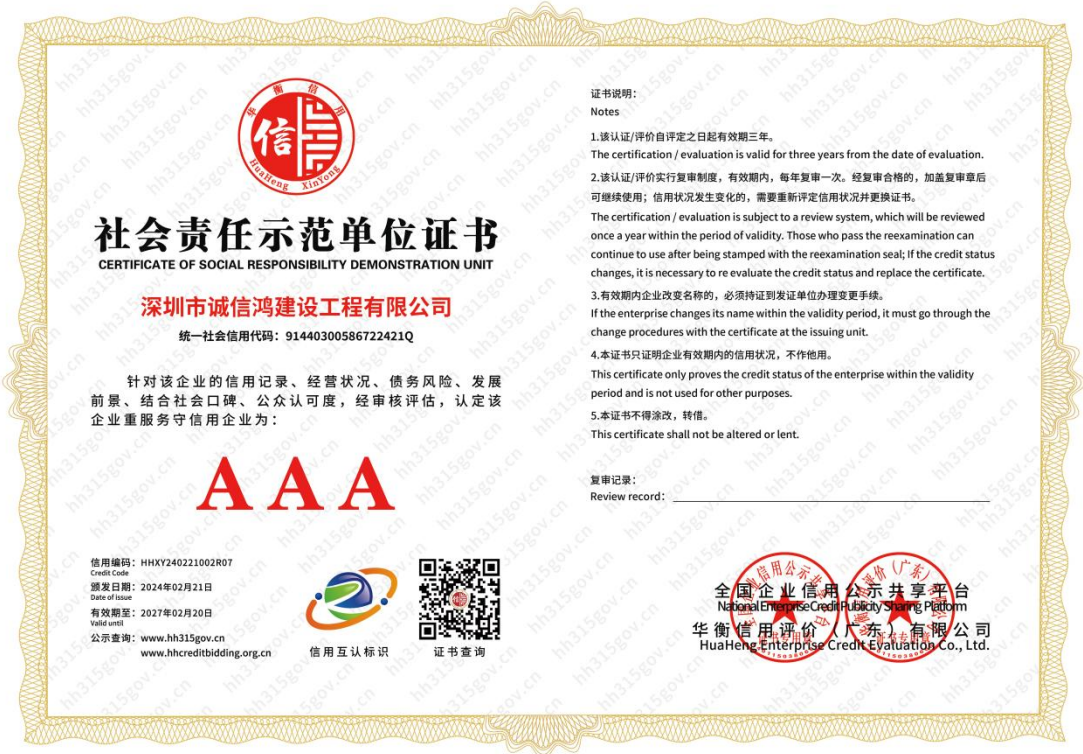 华衡信用
信
HuaHeng XinYong
社会责任示范单位证书
CERTIFICATE OF SOCIAL RESPONSIBILITY DEMONSTRATION UNIT
深圳市诚信鸿建设工程有限公司
统一社会信用代码：91440300586722421Q
针对该企业的信用记录、经营状况、债务风险、发展
前景、结合社会口碑、公众认可度，经审核评估，认定该
企业重服务守信用企业为：
AAA
信用编码：HHXY240221002R07
Credit Code
颁发日期：2024年02月21日
Date of issue
有效期至：2027年02月20日
Valid until
公示查询：www.hh315gov.cn
www.hhcreditbidding.org.cn
信用互认标识
证书查询
证书说明：
Notes
1.该认证/评价自评定之日起有效期三年。
The certification / evaluation is valid for three years from the date of evaluation.
2.该认证/评价实行复审制度，有效期内，每年复审一次。经复审合格的，加盖复审章后
可继续使用；信用状况发生变化的，需要重新评定信用状况并更换证书。
The certification / evaluation is subject to a review system, which will be reviewed
once a year within the period of validity. Those who pass the reexamination can
continue to use after being stamped with the reexamination seal; If the credit status
changes, it is necessary to re evaluate the credit status and replace the certificate.
3.有效期内企业改变名称的，必须持证到发证单位办理变更手续。
If the enterprise changes its name within the validity period, it must go through the
change procedures with the certificate at the issuing unit.
4.本证书只证明企业有效期内的信用状况，不作他用。
This certificate only proves the credit status of the enterprise within the validity
period and is not used for other purposes.
5.本证书不得涂改，转借。
This certificate shall not be altered or lent.
复审记录：
Review record：
全国企业信用公示共享平台
National Enterprise Credit Publicity Sharing Platform
华衡信用评价（广东）有限公司
HuaHeng Enterprise Credit Evaluation Co., Ltd.
hh315gov.cn